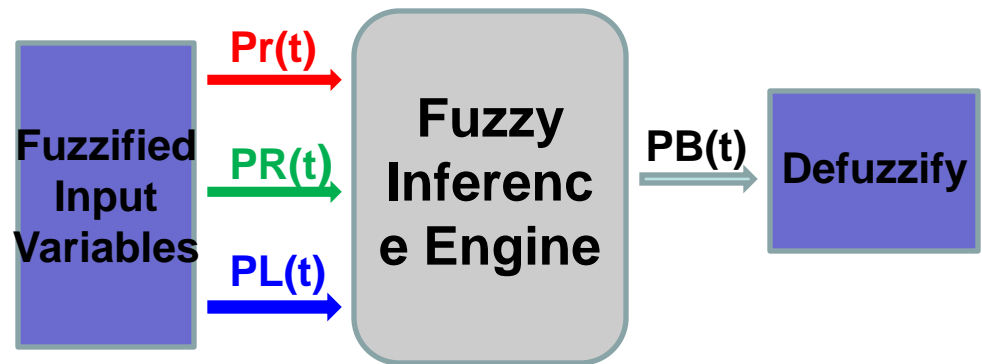 Fuzzified
Input
Variables
Pr(t)
PR(t)
PL(t)
Fuzzy
Inferenc
e Engine
PB(t)
Defuzzify